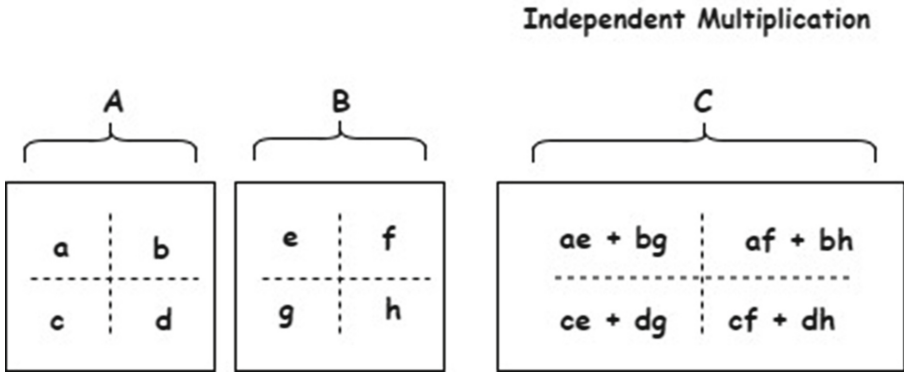 Independent Multiplication
A B C
a b e f ae + bg af + bh
c d g h ce + dg cf + dh